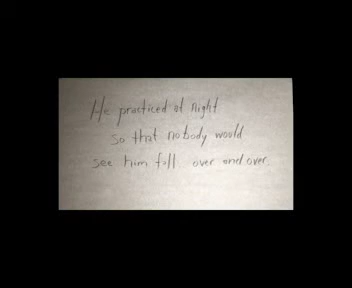 He practiced at night
so that nobody would
see him fall over and over.